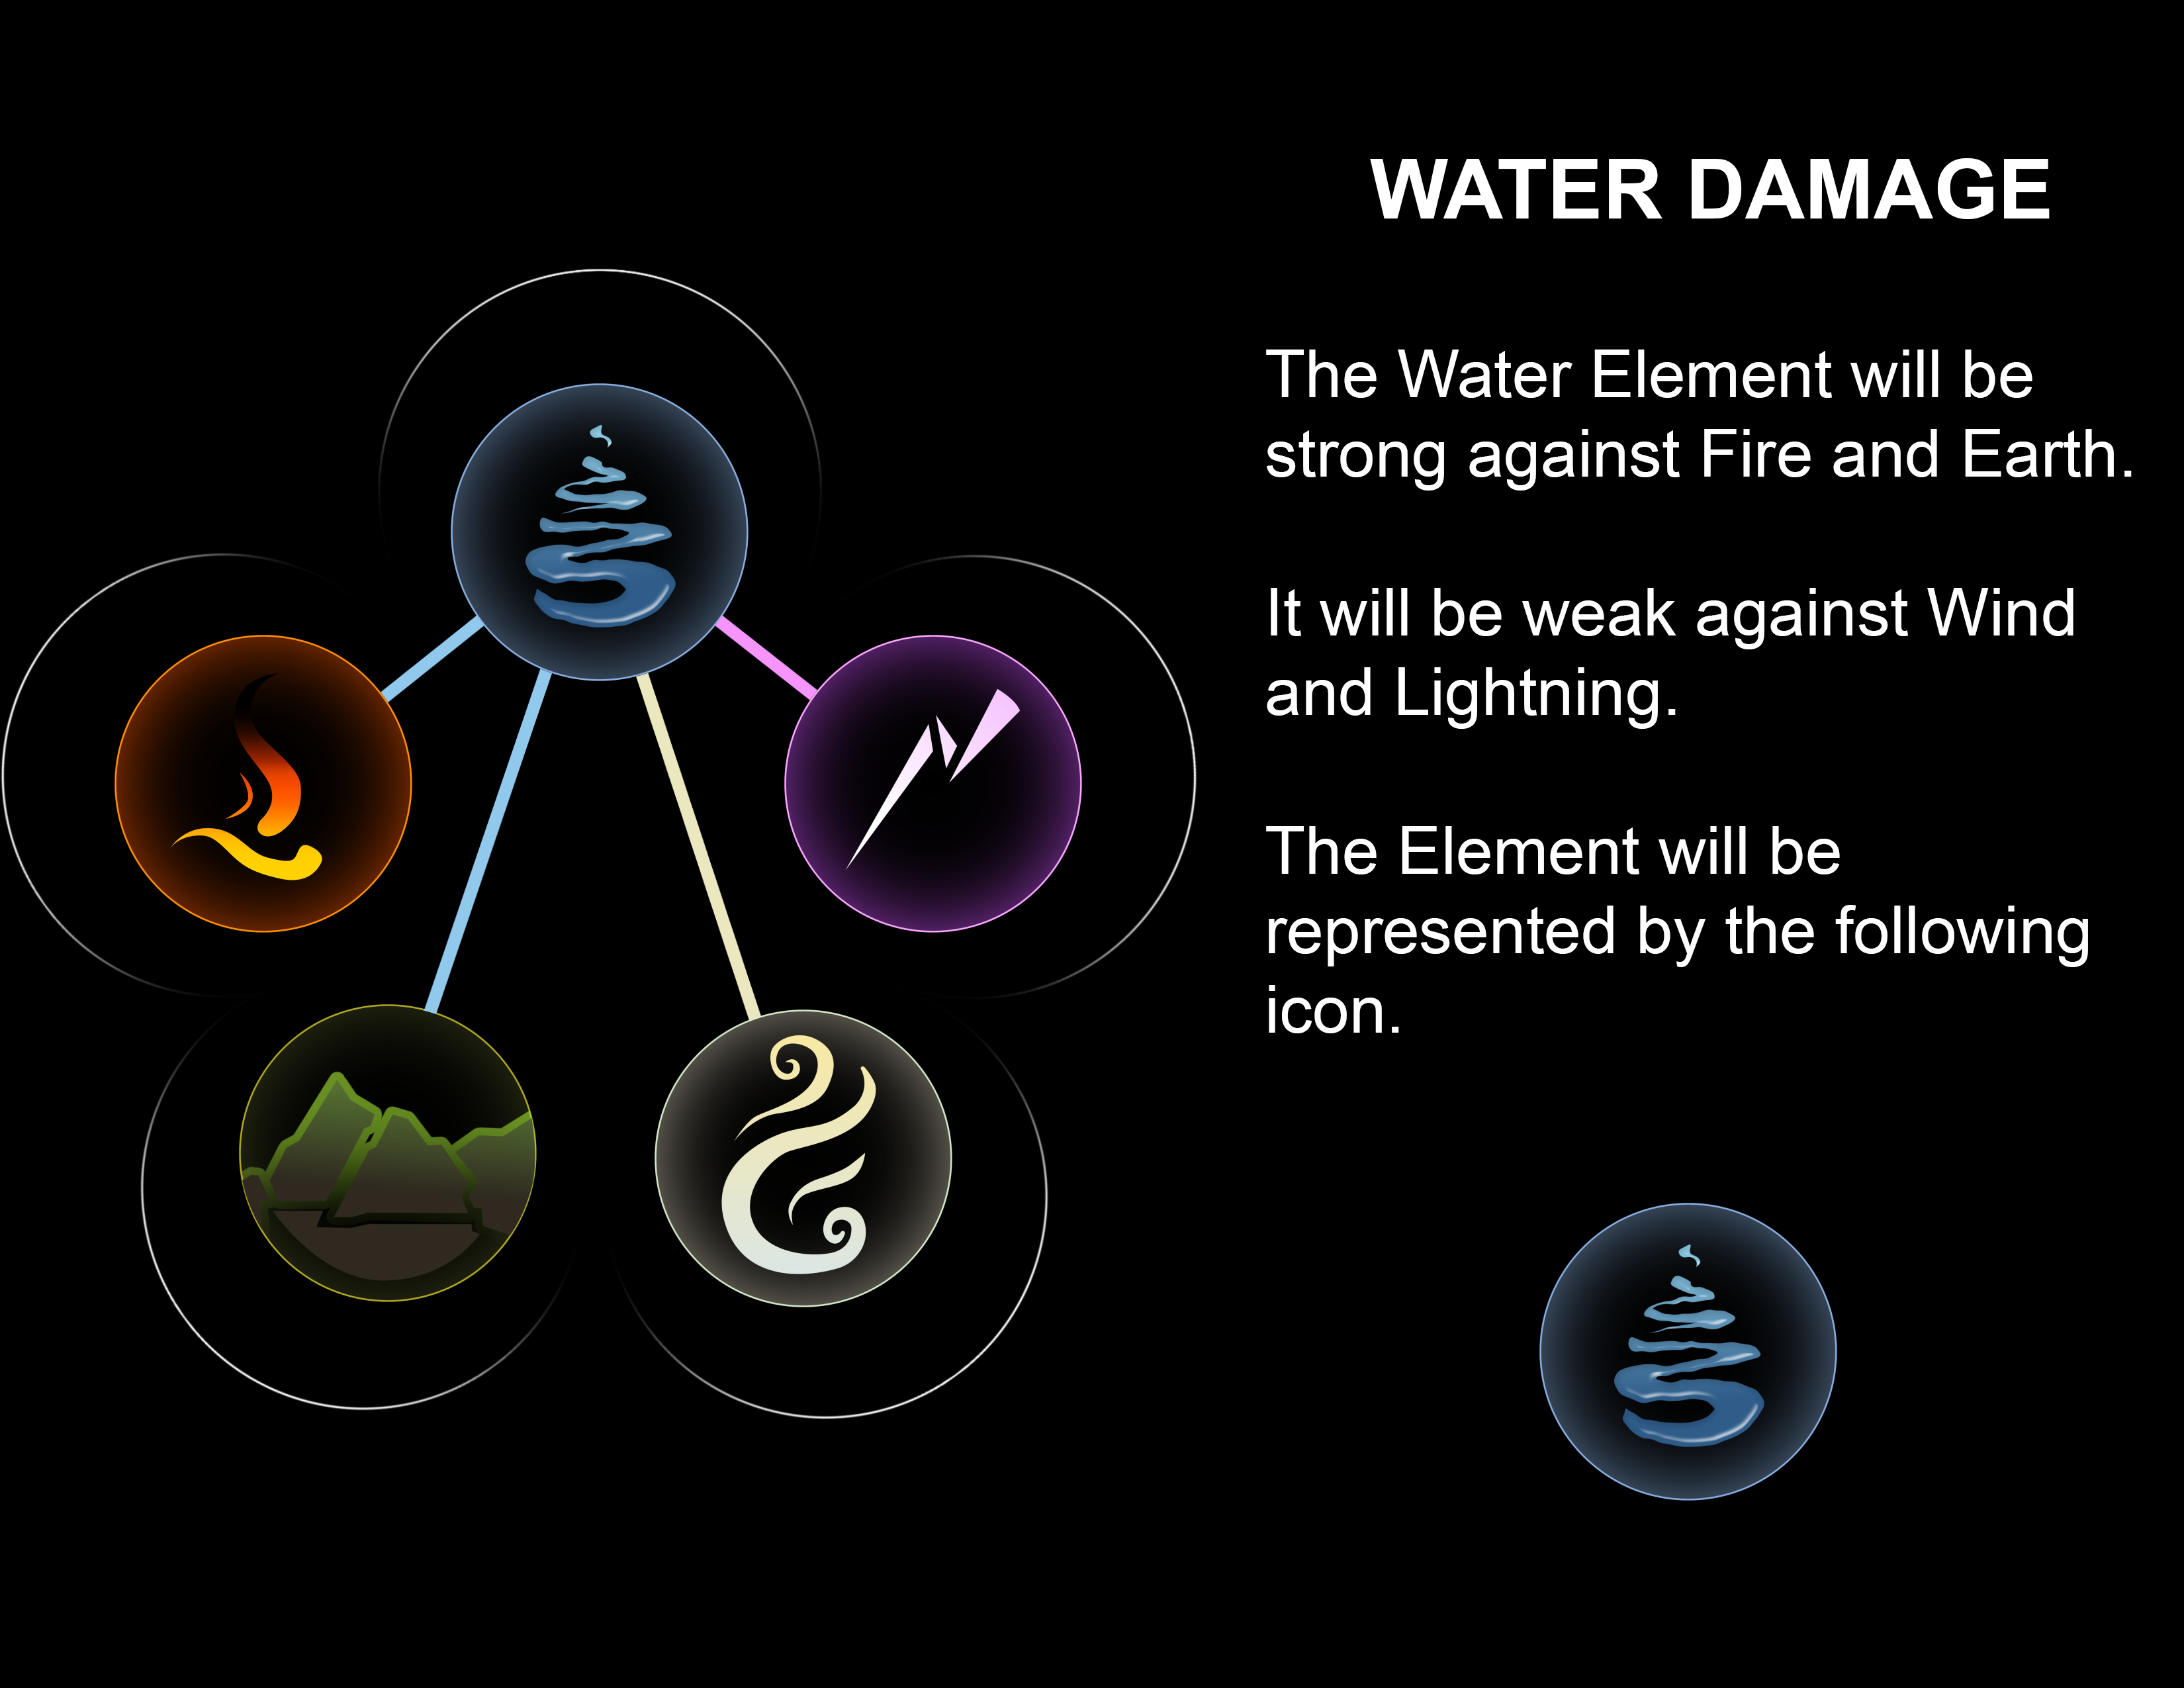 WATER DAMAGE
The Water Element will be
strong against Fire and Earth.
It will be weak against Wind
and Lightning.
The Element will be
represented by the following
icon.